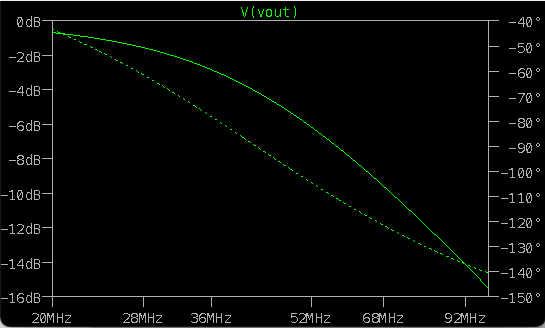 V(vout)
0dB
-2dB
-4dB
-6dB
-8dB
-10dB
-12dB
-14dB
-16dB
-40°
-50°
-60°
-70°
-80°
-90°
-100°
-110°
-120°
-130°
-140°
-150°
20MHz 28MHz 36MHz 52MHz 68MHz 92MHz